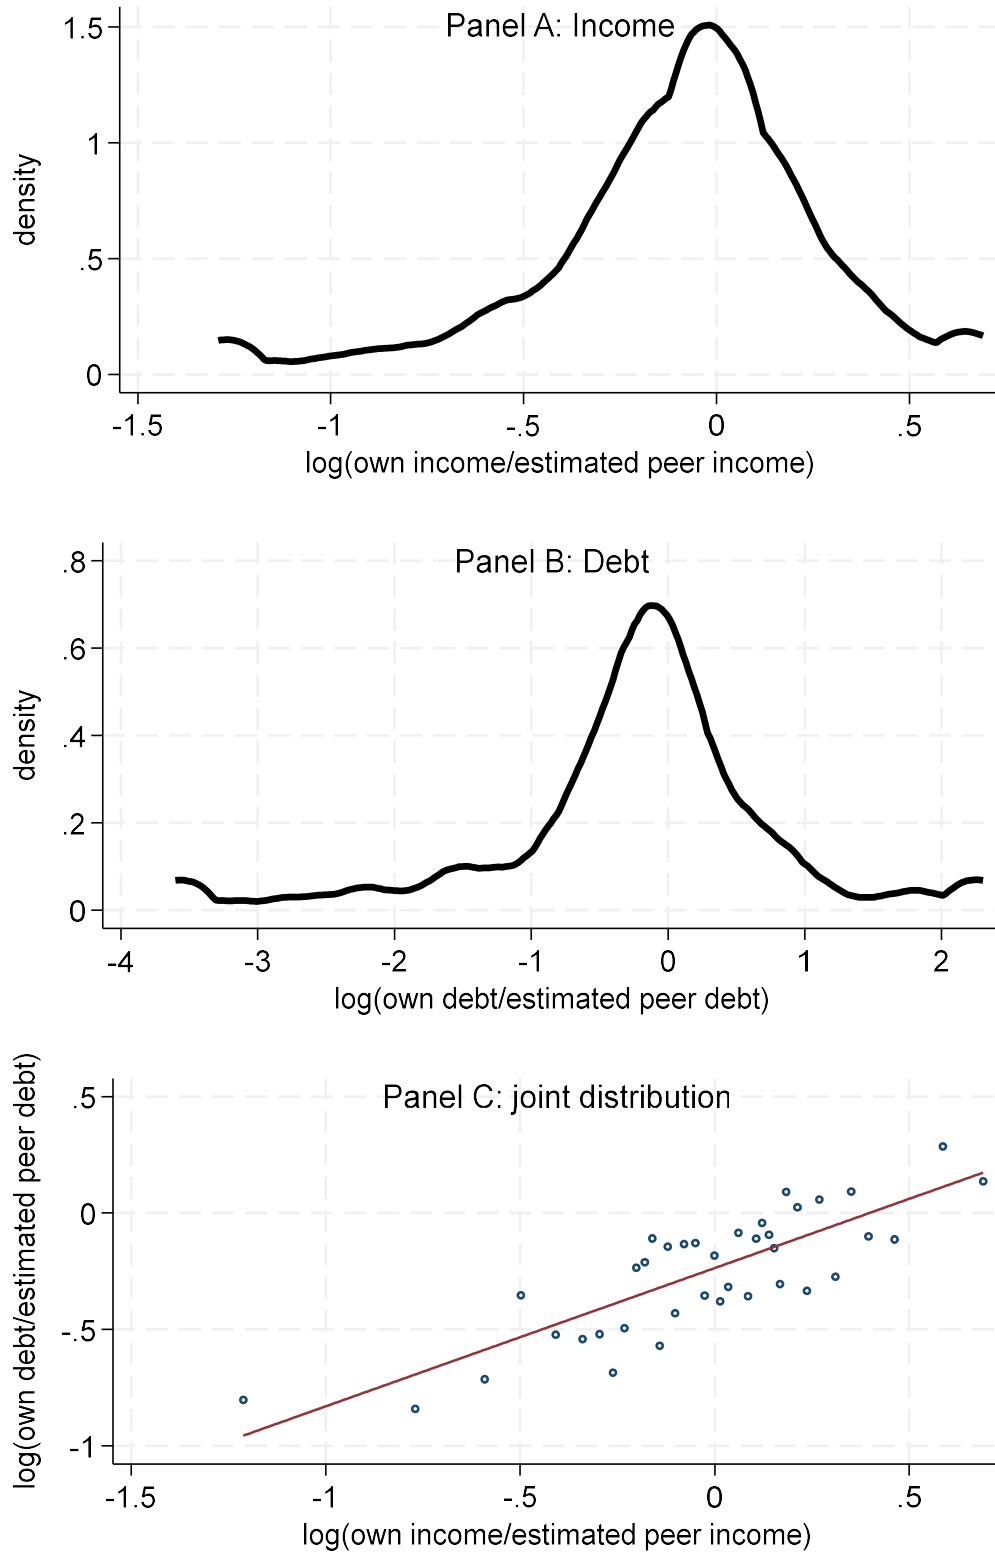 Panel A: Income
1.5
1
.5
0
density
-1.5 -1 -.5 0 .5
log(own income/estimated peer income)
Panel B: Debt
.8
.6
.4
.2
0
density
-4 -3 -2 -1 0 1 2
log(own debt/estimated peer debt)
Panel C: joint distribution
.5
0
-.5
-1
log(own debt/estimated peer debt)
-1.5 -1 -.5 0 .5
log(own income/estimated peer income)